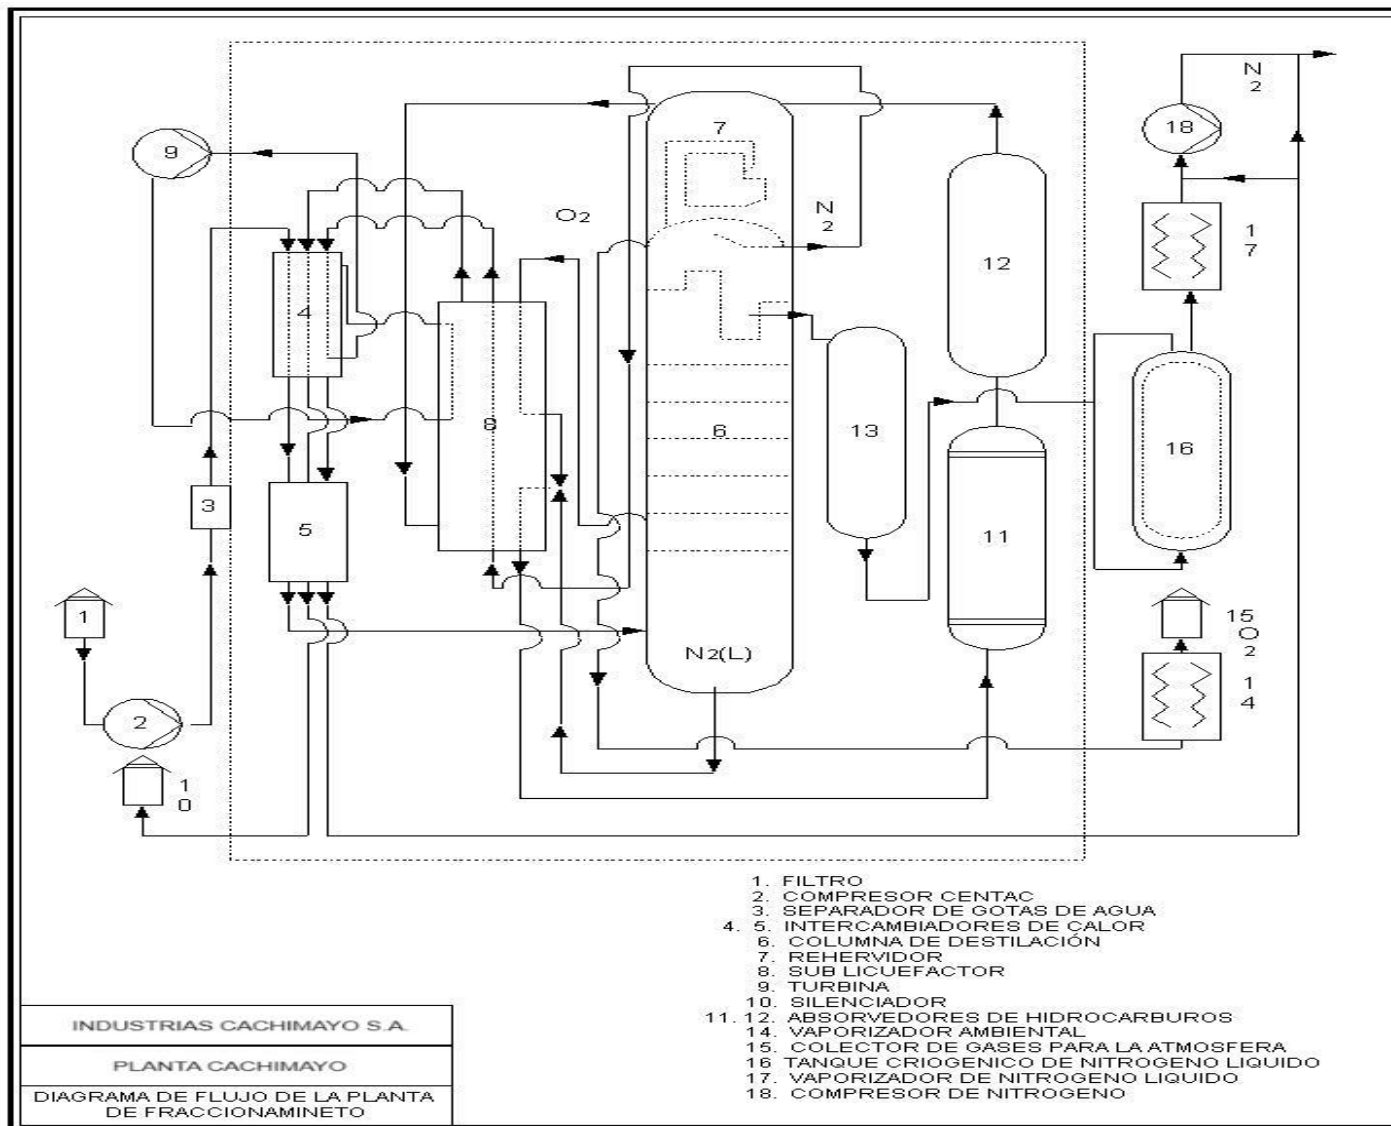 N
2
18
7
9
O2
N
2
1
7
12
4
6
13
8
16
3
5
11
1
15
O
2
N2(L)
1
4
2
1
0
1. FILTRO
2. COMPRESOR CENTAC
3. SEPARADOR DE GOTAS DE AGUA
4. 5. INTERCAMBIADORES DE CALOR
6. COLUMNA DE DESTILACIÓN
7. REHERVIDOR
8. SUB LICUEFACTOR
9. TURBINA
10. SILENCIADOR
11. 12. ABSORVEDORES DE HIDROCARBUROS
14. VAPORIZADOR AMBIENTAL
15. COLECTOR DE GASES PARA LA ATMOSFERA
16 TANQUE CRIOGENICO DE NITROGENO LIQUIDO
17. VAPORIZADOR DE NITROGENO LIQUIDO
18. COMPRESOR DE NITROGENO
INDUSTRIAS CACHIMAYO S.A.
PLANTA CACHIMAYO
DIAGRAMA DE FLUJO DE LA PLANTA
DE FRACCIONAMINETO